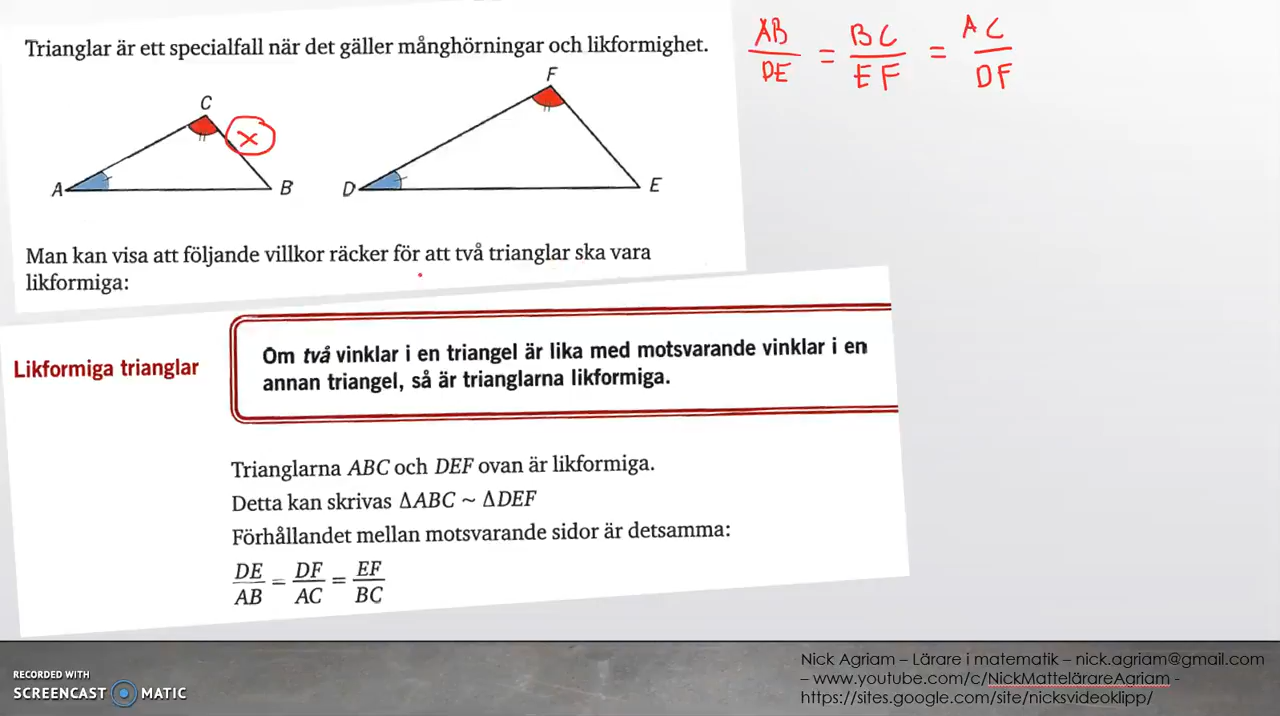 Trianglar är ett specialfall när det gäller månghörningar och likformighet.
AB/DE = BC/EF = AC/DF
C
F
X
A
B
D
E
Man kan visa att följande villkor räcker för att två trianglar ska vara
likformiga:
Likformiga trianglar
Om två vinklar i en triangel är lika med motsvarande vinklar i en
annan triangel, så är trianglarna likformiga.
Trianglarna ABC och DEF ovan är likformiga.
Detta kan skrivas ΔABC ~ ΔDEF
Förhållandet mellan motsvarande sidor är detsamma:
DE/AB = DF/AC = EF/BC
RECORDED WITH
SCREENCAST MATIC
Nick Agriam – Lärare i matematik – nick.agriam@gmail.com
– www.youtube.com/c/NickMattelärareAgriam -
https://sites.google.com/site/nicksvideoklipp/